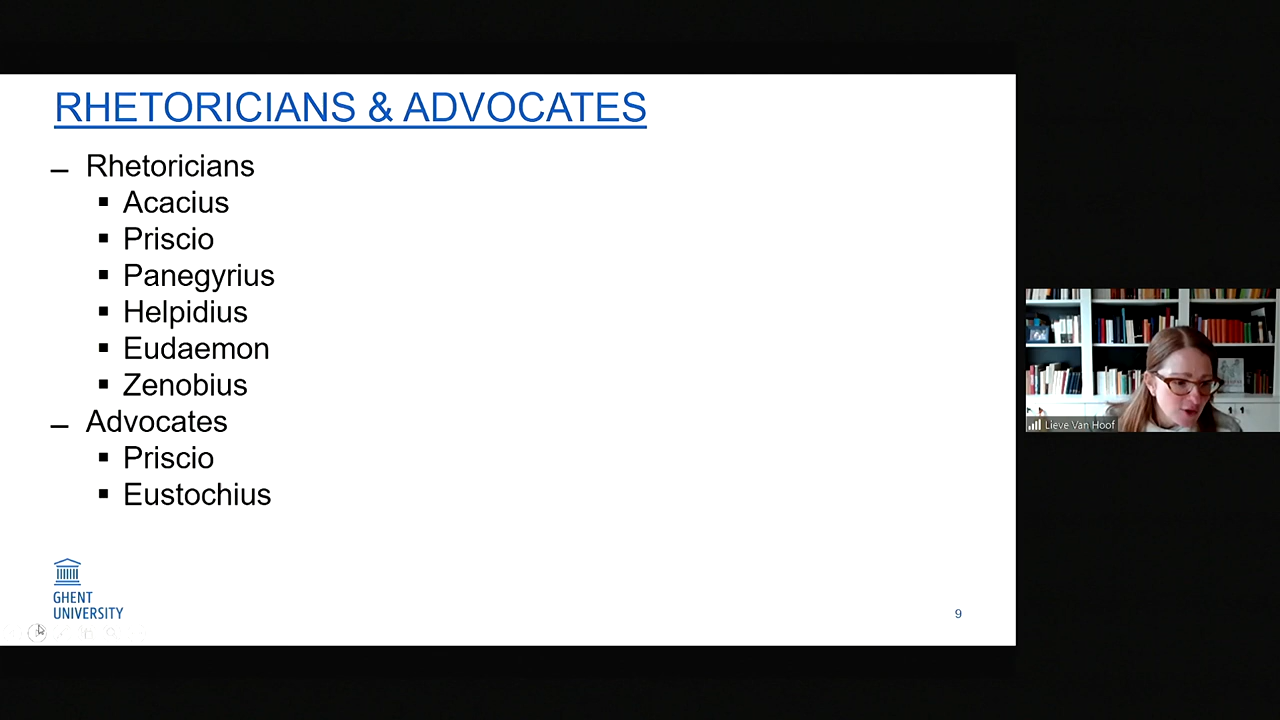 RHETORICIANS & ADVOCATES
– Rhetoricians
▪ Acacius
▪ Priscio
▪ Panegyrius
▪ Helpidius
▪ Eudaemon
▪ Zenobius
– Advocates
▪ Priscio
▪ Eustochius
GHENT
UNIVERSITY
9
Lieve Van Hoof